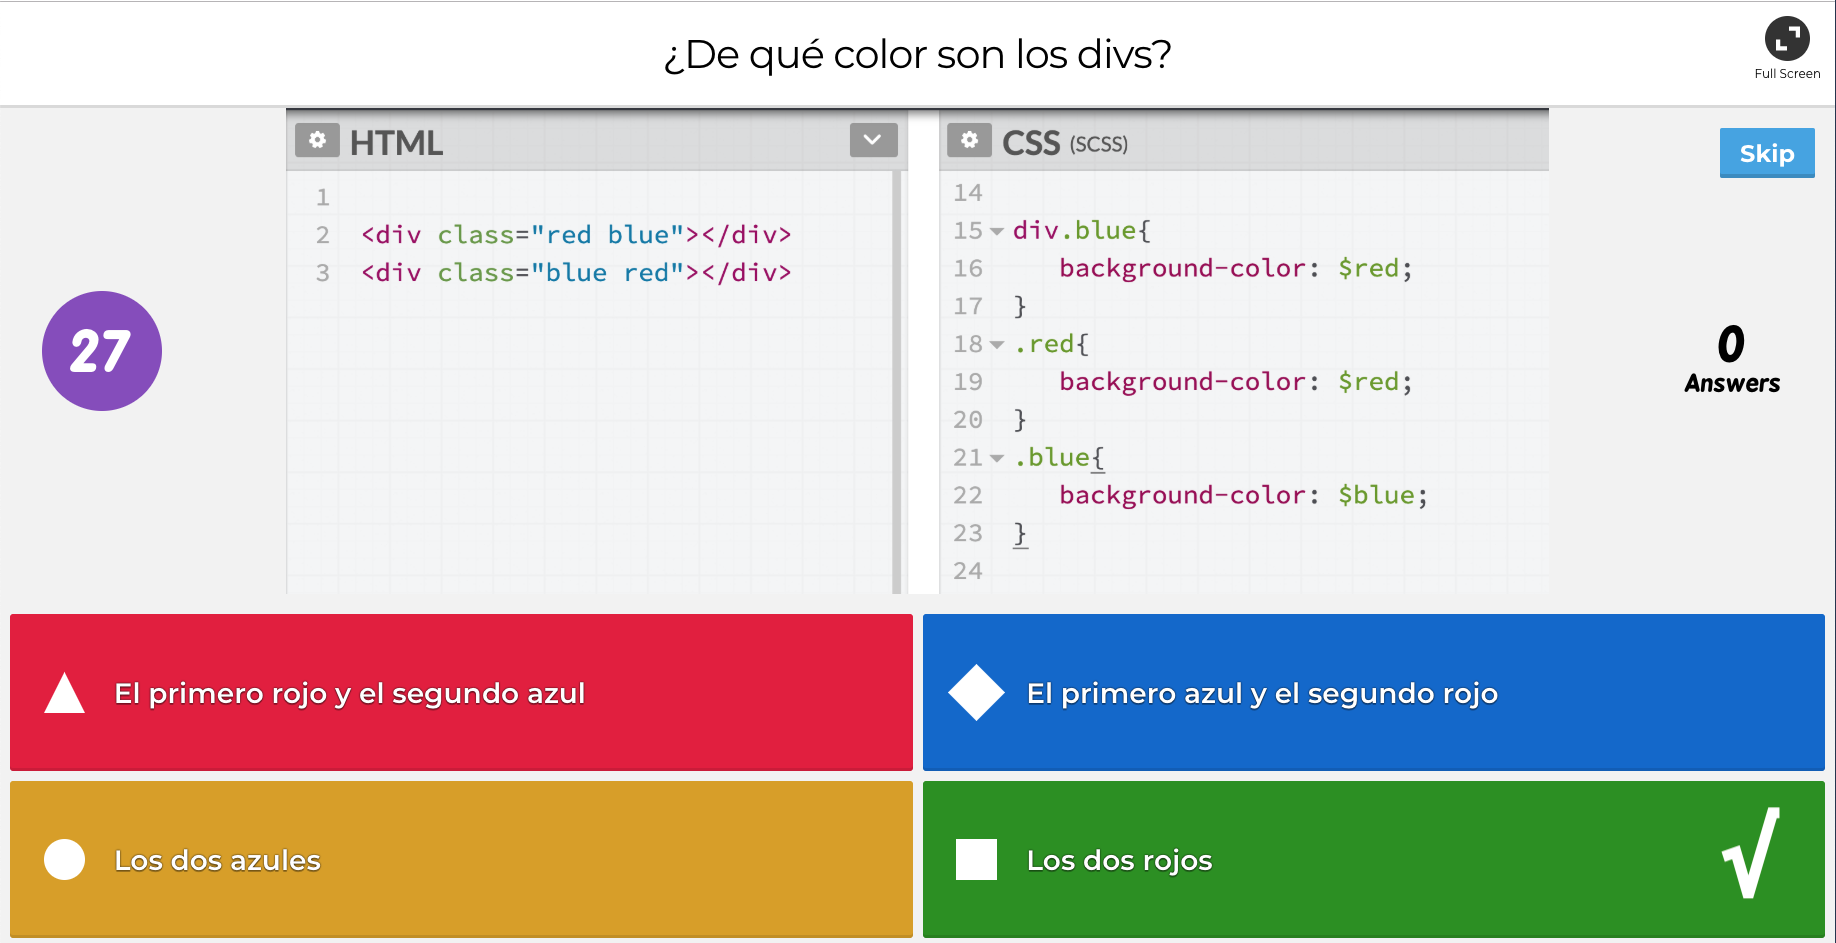 ¿De qué color son los divs?
Full Screen
HTML
CSS (SCSS)
Skip
1
2 <div class="red blue"></div>
3 <div class="blue red"></div>
14
15 div.blue{
16 background-color: $red;
17 }
18 .red{
19 background-color: $red;
20 }
21 .blue{
22 background-color: $blue;
23 }
24
27
0
Answers
El primero rojo y el segundo azul
El primero azul y el segundo rojo
Los dos azules
Los dos rojos